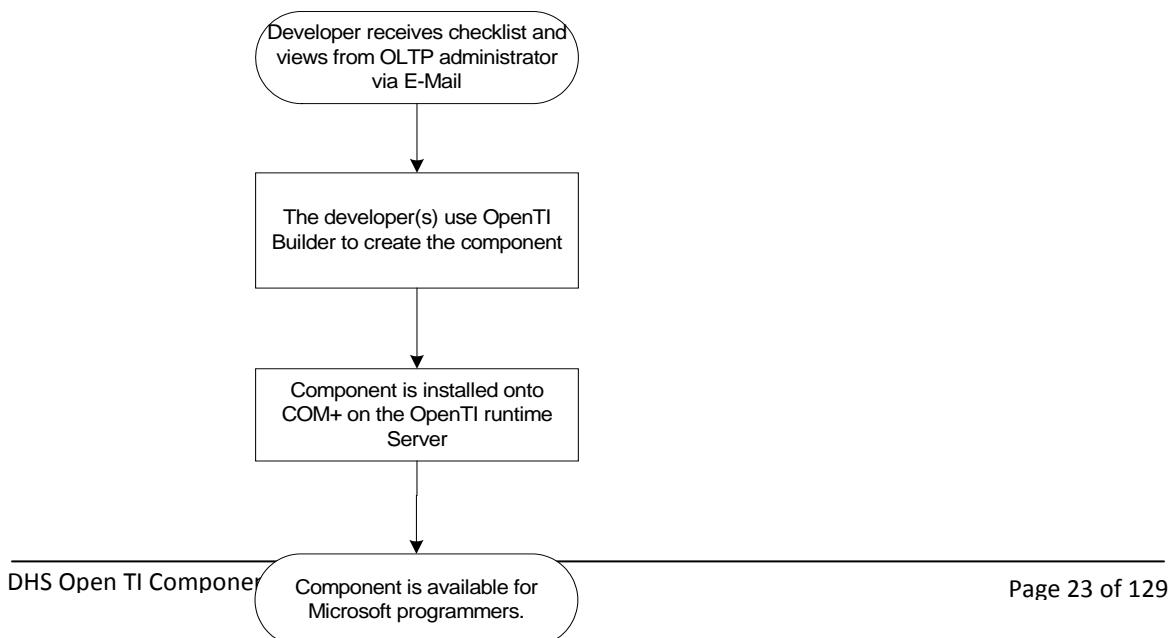 Developer receives checklist and
views from OLTP administrator
via E-Mail
The developer(s) use OpenTI
Builder to create the component
Component is installed onto
COM+ on the OpenTI runtime
Server
Component is available for
Microsoft programmers.
DHS Open TI
Page 23 of 129